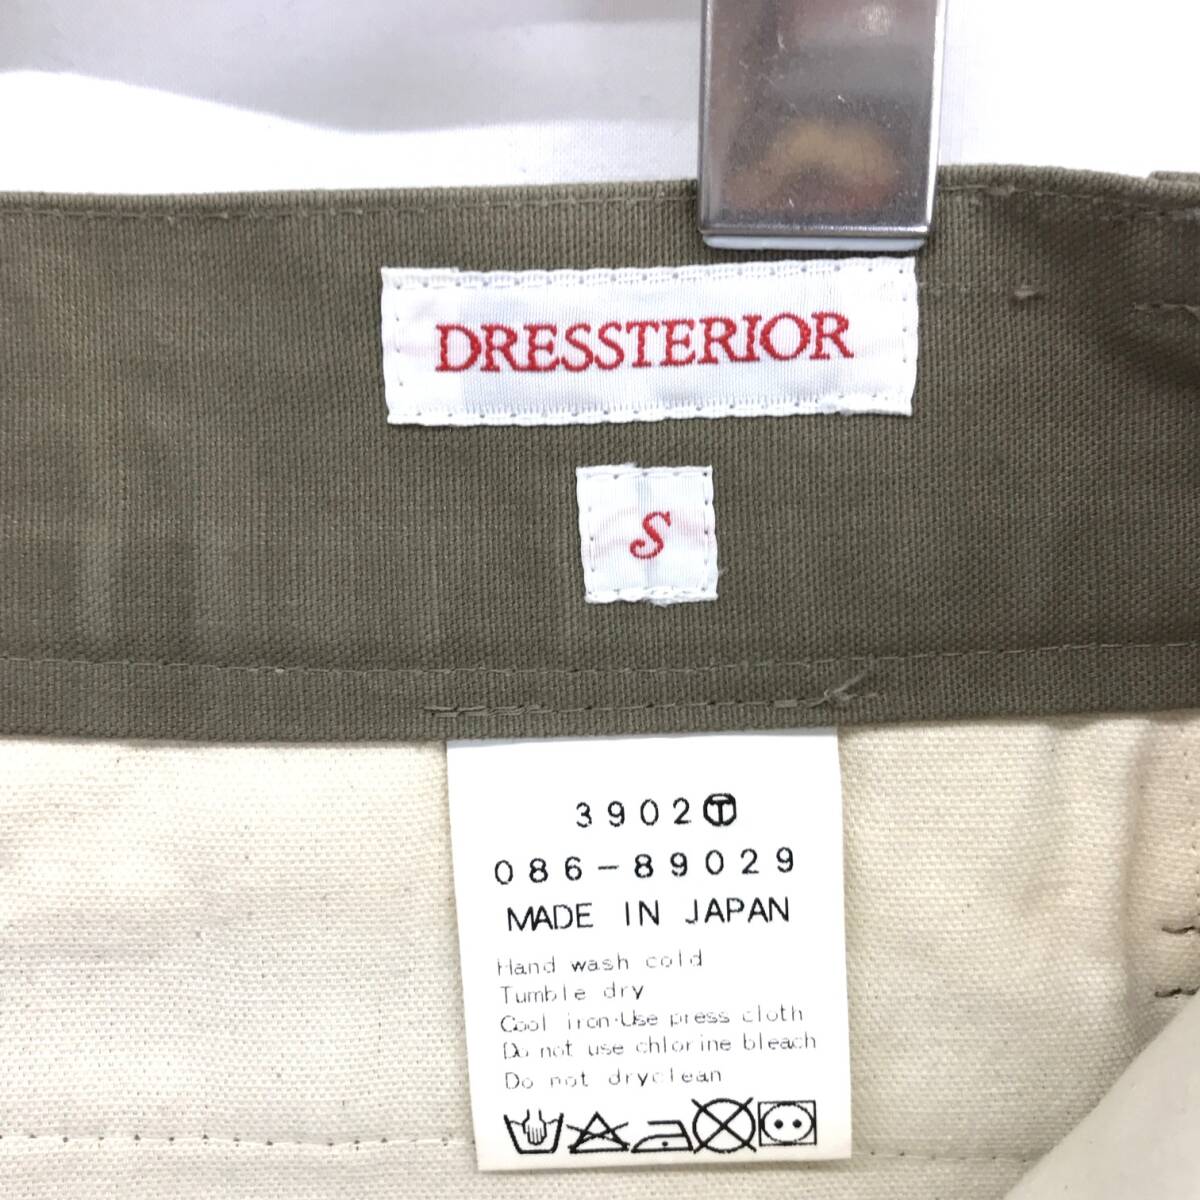 DRESSTERIOR
S
3902Ⓣ
086-89029
MADE IN JAPAN
Hand wash cold
Tumble dry
Cool iron·Use press cloth
Do not use chlorine bleach
Do not dryclean